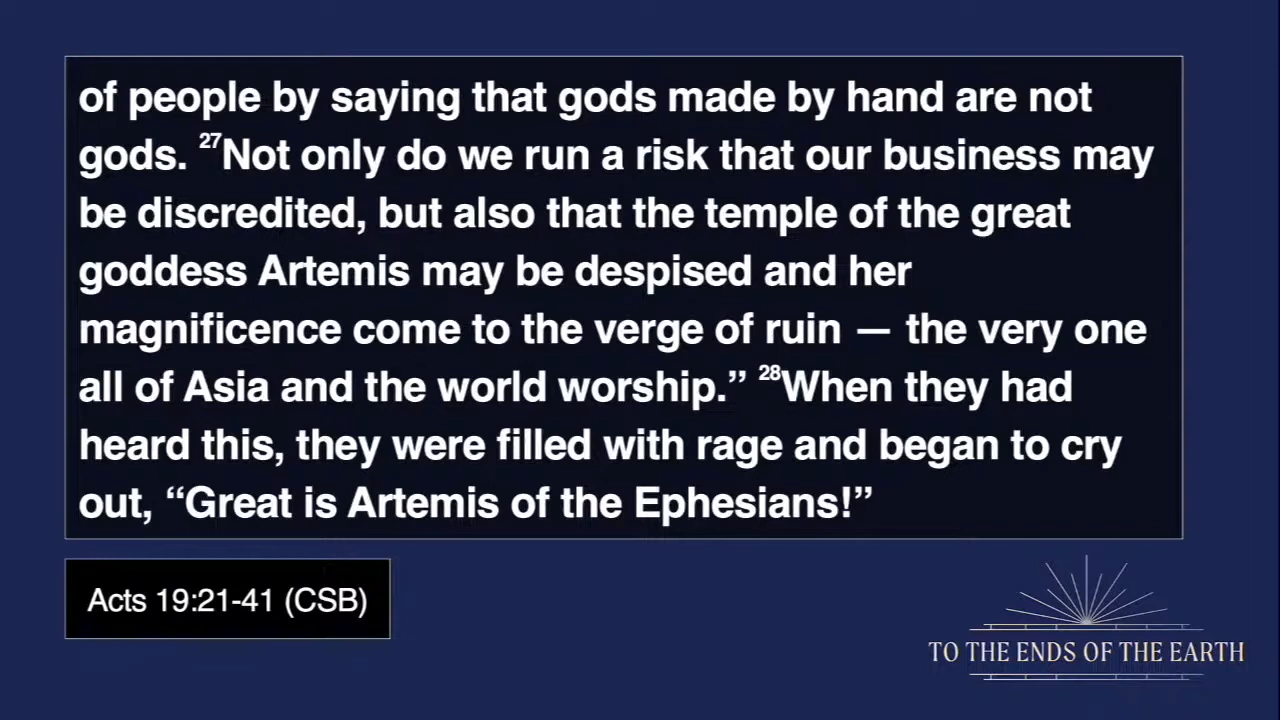 of people by saying that gods made by hand are not
gods. 27Not only do we run a risk that our business may
be discredited, but also that the temple of the great
goddess Artemis may be despised and her
magnificence come to the verge of ruin — the very one
all of Asia and the world worship.” 28When they had
heard this, they were filled with rage and began to cry
out, “Great is Artemis of the Ephesians!”
Acts 19:21-41 (CSB)
TO THE ENDS OF THE EARTH